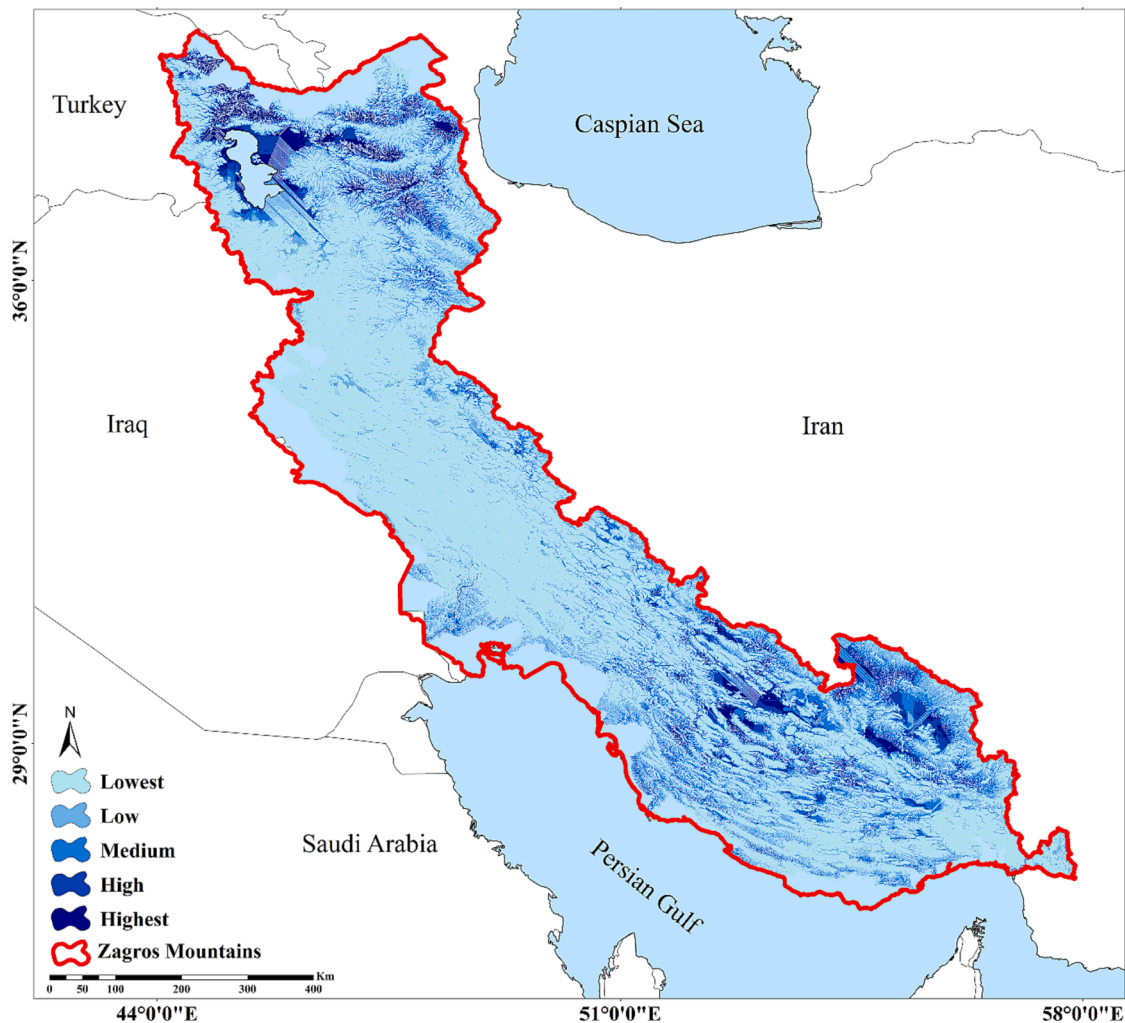 Turkey
Caspian Sea
36°0'0"N
Iraq
Iran
29°0'0"N
N
Lowest
Low
Medium
High
Highest
Zagros Mountains
Saudi Arabia
Persian Gulf
Km
0 50 100 200 300 400
44°0'0"E 51°0'0"E 58°0'0"E